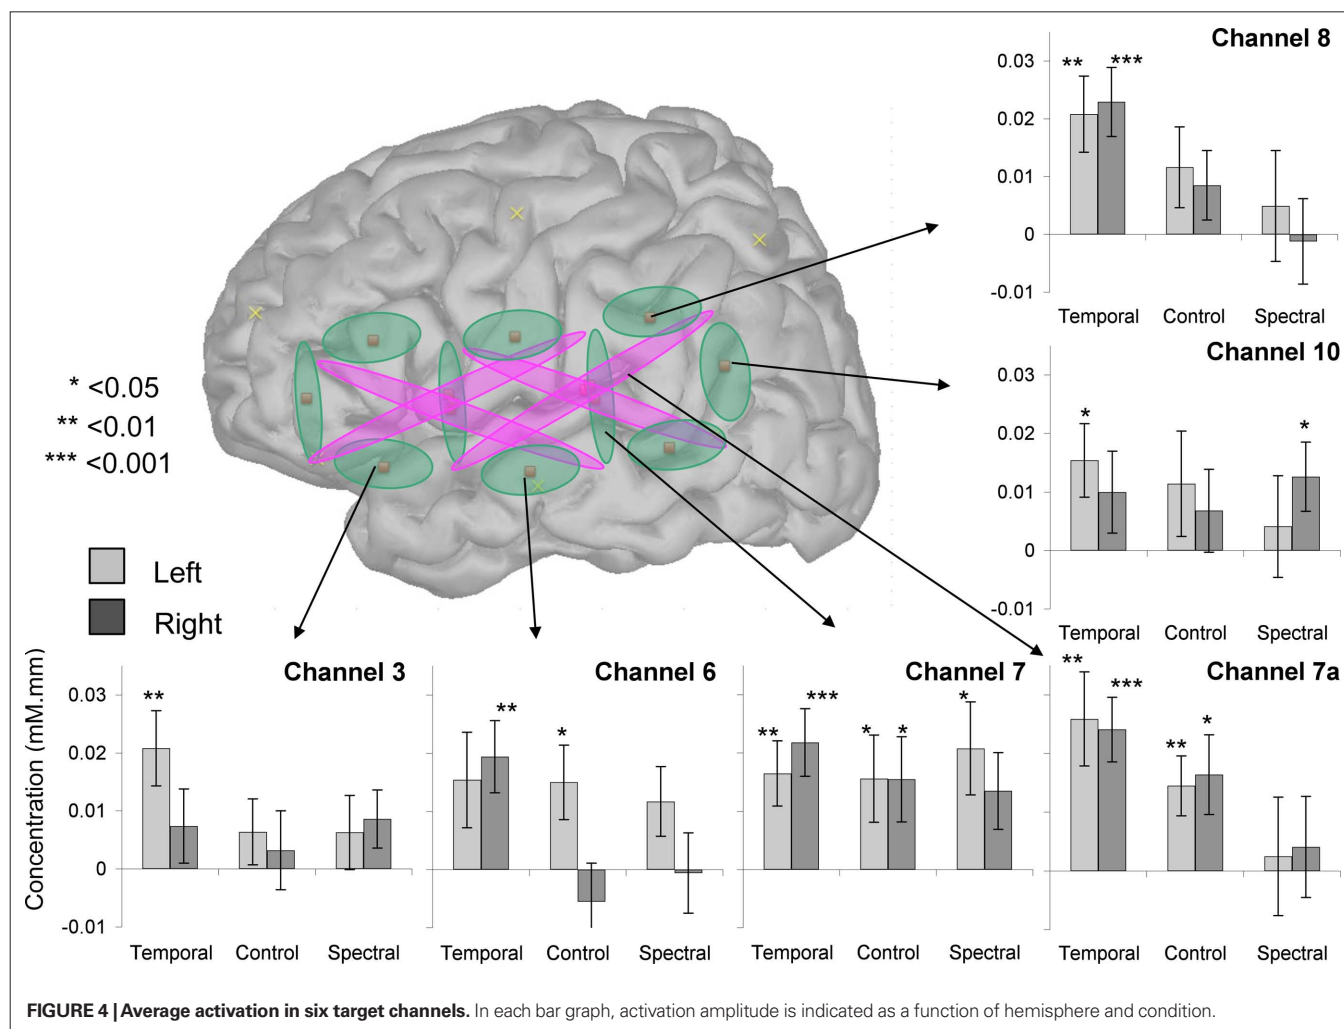 Channel 8
0.03
0.02
0.01
0
-0.01
** ***
Temporal Control Spectral
Channel 10
0.03
0.02
0.01
0
-0.01
* *
Temporal Control Spectral
* <0.05
** <0.01
*** <0.001
Left
Right
Concentration (mM.mm)
Channel 3
0.03
0.02
0.01
0
-0.01
**
Temporal Control Spectral
Channel 6
** *
Temporal Control Spectral
Channel 7
** *** * * *
Temporal Control Spectral
Channel 7a
** *** ** *
Temporal Control Spectral
FIGURE 4 | Average activation in six target channels. In each bar graph, activation amplitude is indicated as a function of hemisphere and condition.